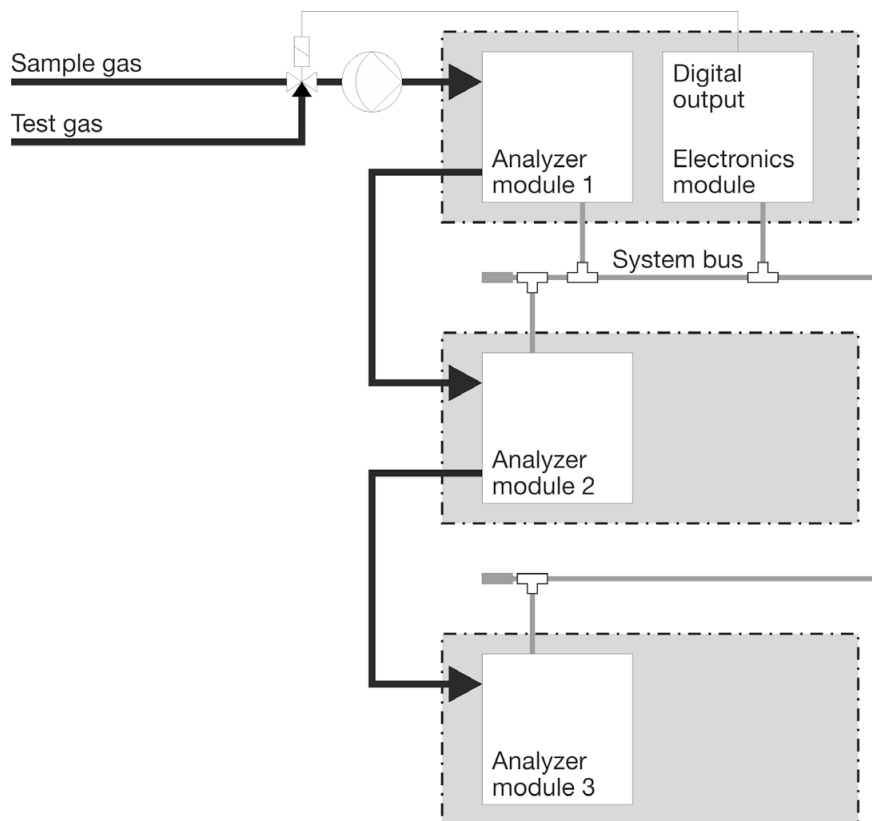 Sample gas
Test gas
Digital
output
Analyzer
module 1
Electronics
module
System bus
Analyzer
module 2
Analyzer
module 3